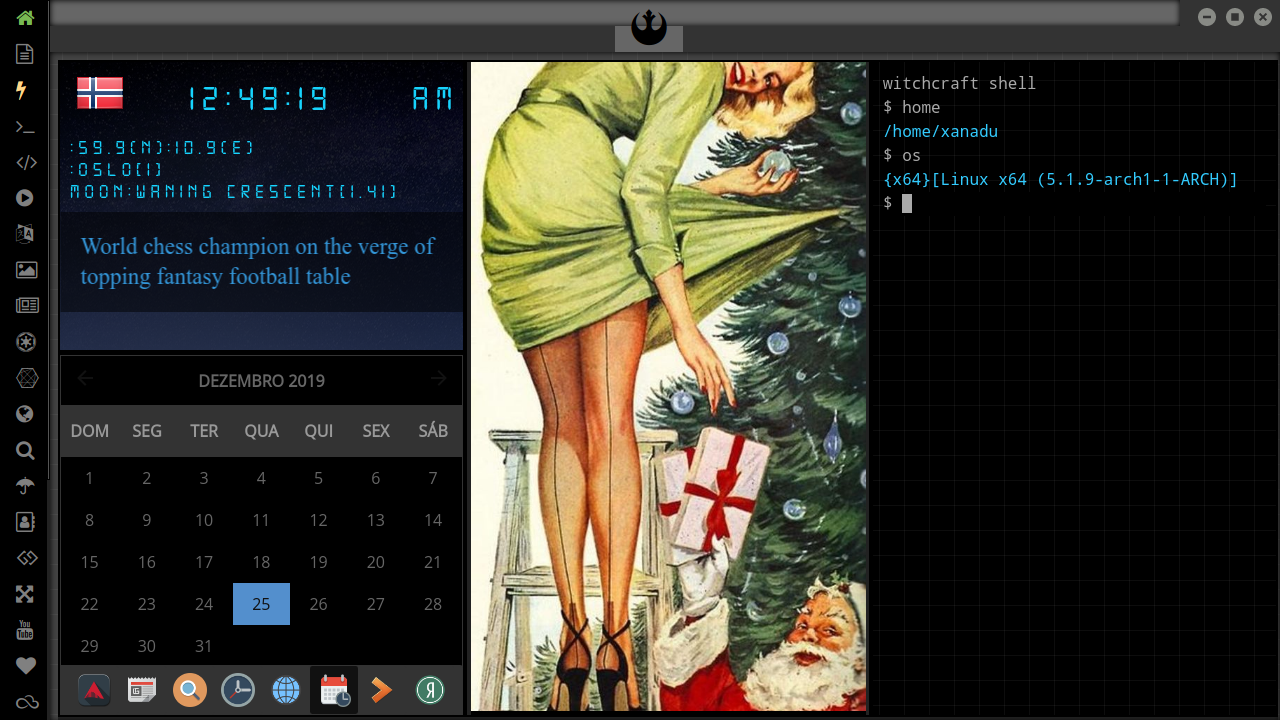 12:49:19 AM
:59.9(N):10.9(E)
:OSLO(1)
MOON:WANING CRESCENT(1.41)
World chess champion on the verge of
topping fantasy football table
DEZEMBRO 2019
DOM SEG TER QUA QUI SEX SÁB
1 2 3 4 5 6 7
8 9 10 11 12 13 14
15 16 17 18 19 20 21
22 23 24 25 26 27 28
29 30 31
Я
You
Tube
witchcraft shell
$ home
/home/xanadu
$ os
{x64}[Linux x64 (5.1.9-arch1-1-ARCH)]
$